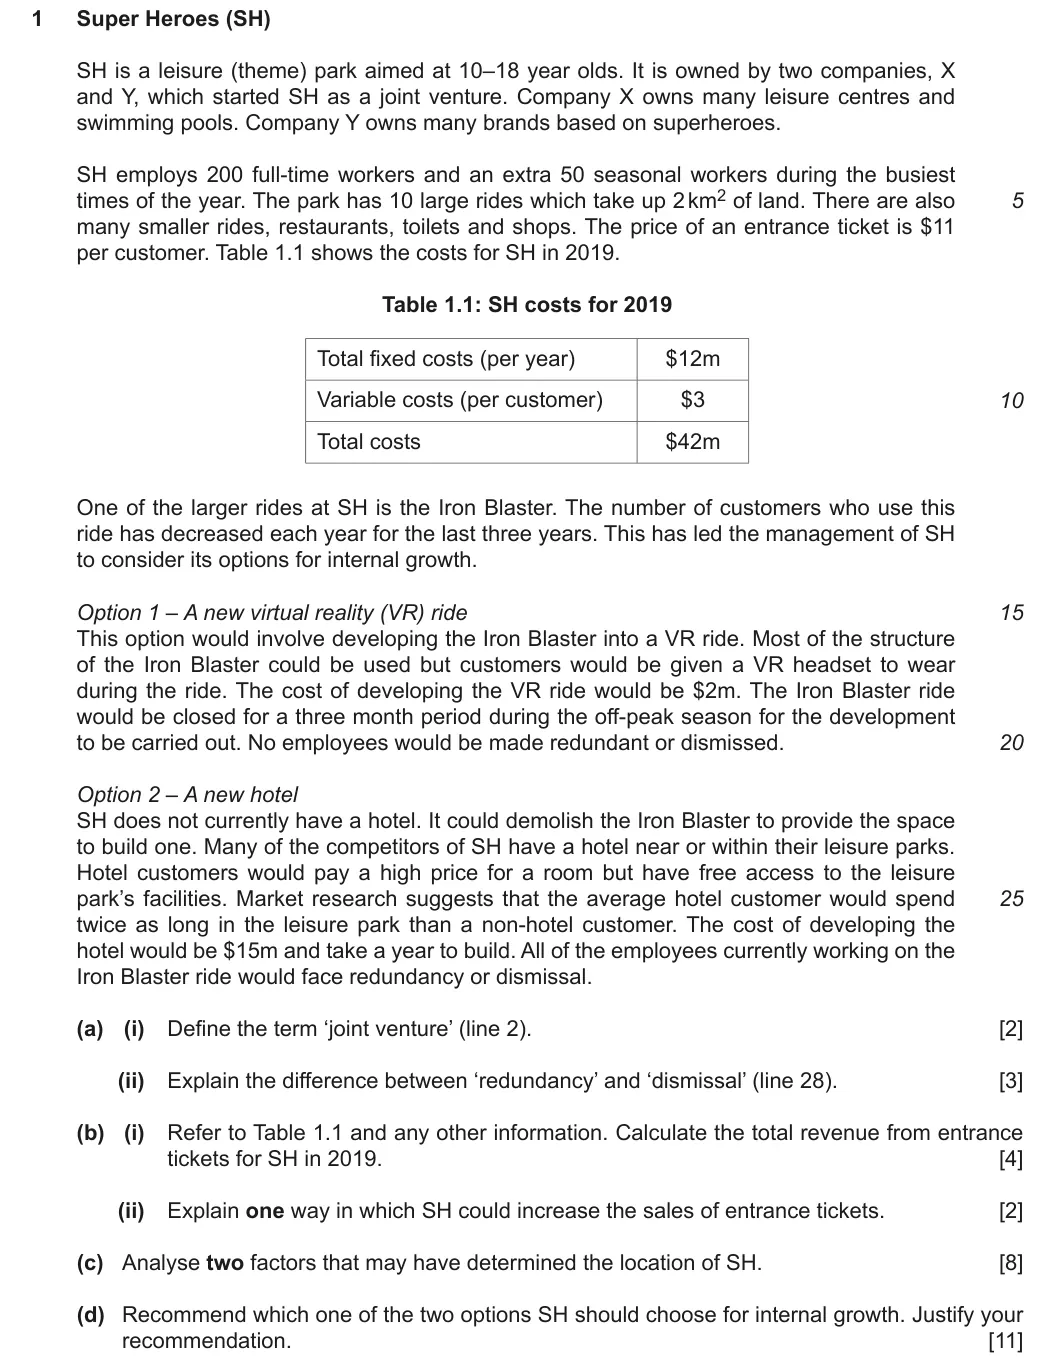 1 Super Heroes (SH)
SH is a leisure (theme) park aimed at 10–18 year olds. It is owned by two companies, X
and Y, which started SH as a joint venture. Company X owns many leisure centres and
swimming pools. Company Y owns many brands based on superheroes.
SH employs 200 full-time workers and an extra 50 seasonal workers during the busiest
times of the year. The park has 10 large rides which take up 2 km² of land. There are also 5
many smaller rides, restaurants, toilets and shops. The price of an entrance ticket is $11
per customer. Table 1.1 shows the costs for SH in 2019.
Table 1.1: SH costs for 2019
Total fixed costs (per year) $12m
Variable costs (per customer) $3 10
Total costs $42m
One of the larger rides at SH is the Iron Blaster. The number of customers who use this
ride has decreased each year for the last three years. This has led the management of SH
to consider its options for internal growth.
Option 1 – A new virtual reality (VR) ride 15
This option would involve developing the Iron Blaster into a VR ride. Most of the structure
of the Iron Blaster could be used but customers would be given a VR headset to wear
during the ride. The cost of developing the VR ride would be $2m. The Iron Blaster ride
would be closed for a three month period during the off-peak season for the development
to be carried out. No employees would be made redundant or dismissed. 20
Option 2 – A new hotel
SH does not currently have a hotel. It could demolish the Iron Blaster to provide the space
to build one. Many of the competitors of SH have a hotel near or within their leisure parks.
Hotel customers would pay a high price for a room but have free access to the leisure
park's facilities. Market research suggests that the average hotel customer would spend 25
twice as long in the leisure park than a non-hotel customer. The cost of developing the
hotel would be $15m and take a year to build. All of the employees currently working on the
Iron Blaster ride would face redundancy or dismissal.
(a) (i) Define the term 'joint venture' (line 2). [2]
(ii) Explain the difference between 'redundancy' and 'dismissal' (line 28). [3]
(b) (i) Refer to Table 1.1 and any other information. Calculate the total revenue from entrance
tickets for SH in 2019. [4]
(ii) Explain one way in which SH could increase the sales of entrance tickets. [2]
(c) Analyse two factors that may have determined the location of SH. [8]
(d) Recommend which one of the two options SH should choose for internal growth. Justify your
recommendation. [11]